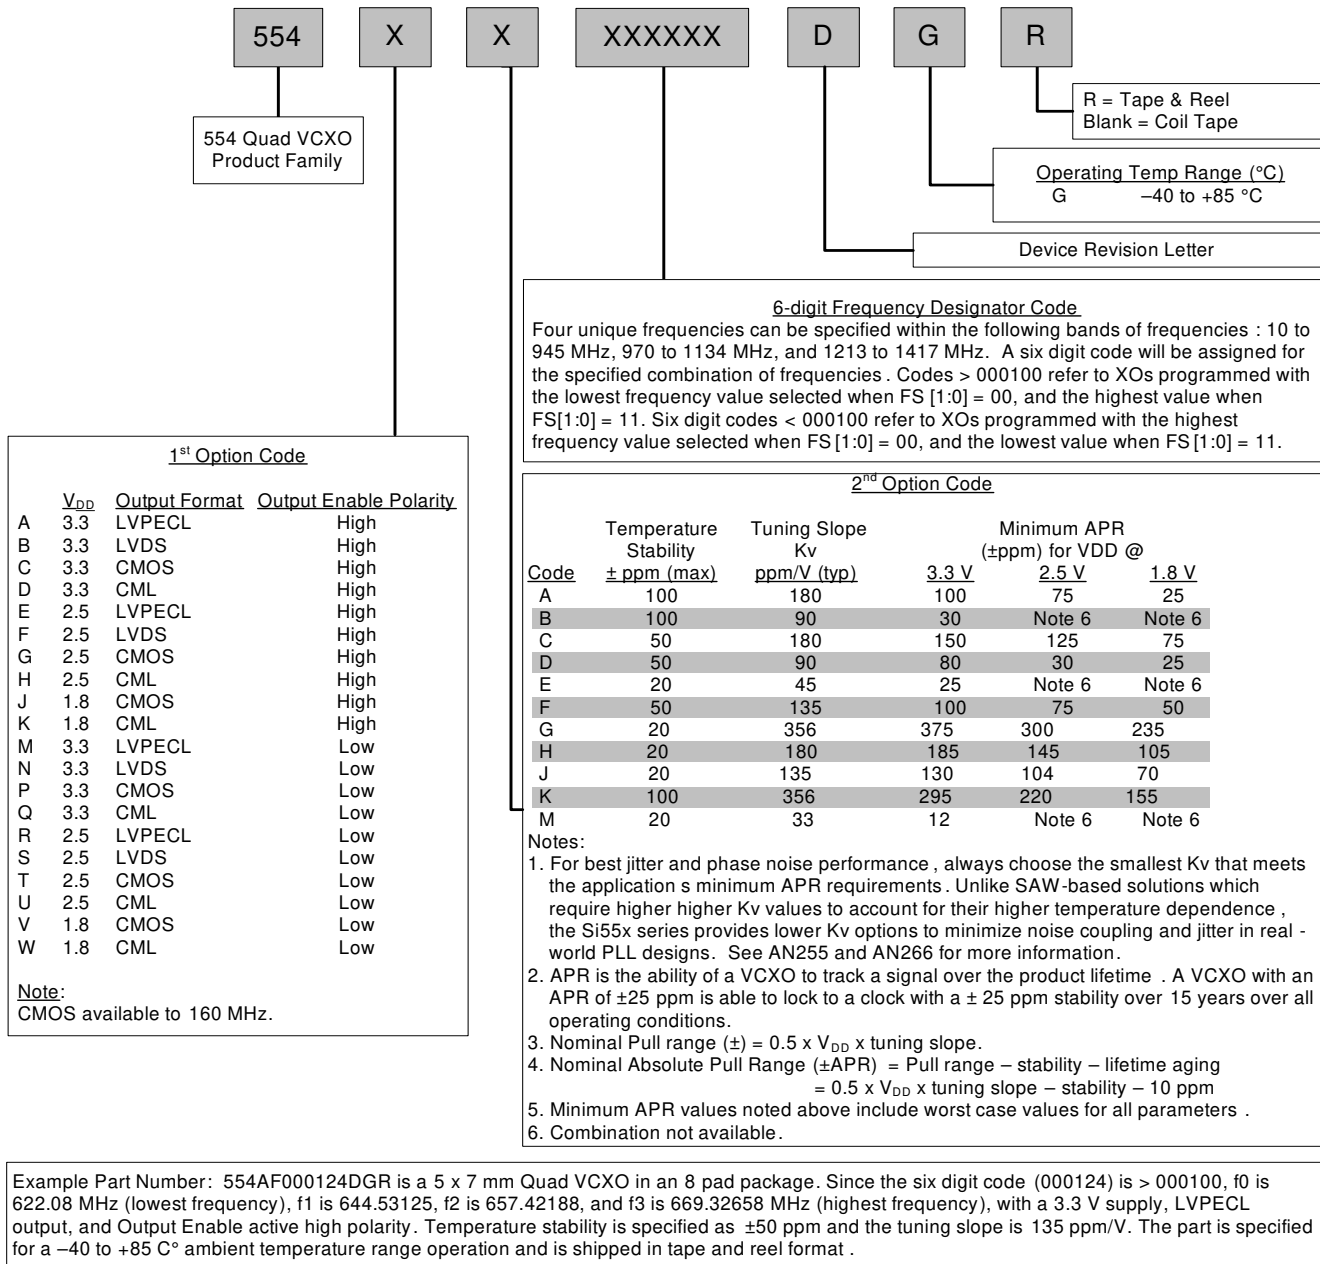 554 X X XXXXXX D G R
R = Tape & Reel
Blank = Coil Tape
554 Quad VCXO
Product Family
Operating Temp Range (°C)
G –40 to +85 °C
Device Revision Letter
6-digit Frequency Designator Code
Four unique frequencies can be specified within the following bands of frequencies : 10 to
945 MHz, 970 to 1134 MHz, and 1213 to 1417 MHz. A six digit code will be assigned for
the specified combination of frequencies . Codes > 000100 refer to XOs programmed with
the lowest frequency value selected when FS [1:0] = 00, and the highest value when
FS[1:0] = 11. Six digit codes < 000100 refer to XOs programmed with the highest
frequency value selected when FS [1:0] = 00, and the lowest value when FS [1:0] = 11.
1st Option Code
VDD Output Format Output Enable Polarity
A 3.3 LVPECL High
B 3.3 LVDS High
C 3.3 CMOS High
D 3.3 CML High
E 2.5 LVPECL High
F 2.5 LVDS High
G 2.5 CMOS High
H 2.5 CML High
J 1.8 CMOS High
K 1.8 CML High
M 3.3 LVPECL Low
N 3.3 LVDS Low
P 3.3 CMOS Low
Q 3.3 CML Low
R 2.5 LVPECL Low
S 2.5 LVDS Low
T 2.5 CMOS Low
U 2.5 CML Low
V 1.8 CMOS Low
W 1.8 CML Low
Note:
CMOS available to 160 MHz.
2nd Option Code
Temperature Tuning Slope Minimum APR
Stability Kv (±ppm) for VDD @
Code ± ppm (max) ppm/V (typ) 3.3 V 2.5 V 1.8 V
A 100 180 100 75 25
B 100 90 30 Note 6 Note 6
C 50 180 150 125 75
D 50 90 80 30 25
E 20 45 25 Note 6 Note 6
F 50 135 100 75 50
G 20 356 375 300 235
H 20 180 185 145 105
J 20 135 130 104 70
K 100 356 295 220 155
M 20 33 12 Note 6 Note 6
Notes:
1. For best jitter and phase noise performance , always choose the smallest Kv that meets
the application s minimum APR requirements . Unlike SAW-based solutions which
require higher higher Kv values to account for their higher temperature dependence ,
the Si55x series provides lower Kv options to minimize noise coupling and jitter in real -
world PLL designs. See AN255 and AN266 for more information.
2. APR is the ability of a VCXO to track a signal over the product lifetime . A VCXO with an
APR of ±25 ppm is able to lock to a clock with a ± 25 ppm stability over 15 years over all
operating conditions.
3. Nominal Pull range (±) = 0.5 x VDD x tuning slope.
4. Nominal Absolute Pull Range (±APR) = Pull range – stability – lifetime aging
= 0.5 x VDD x tuning slope – stability – 10 ppm
5. Minimum APR values noted above include worst case values for all parameters .
6. Combination not available .
Example Part Number: 554AF000124DGR is a 5 x 7 mm Quad VCXO in an 8 pad package. Since the six digit code (000124) is > 000100, f0 is
622.08 MHz (lowest frequency), f1 is 644.53125, f2 is 657.42188, and f3 is 669.32658 MHz (highest frequency), with a 3.3 V supply, LVPECL
output, and Output Enable active high polarity. Temperature stability is specified as ±50 ppm and the tuning slope is 135 ppm/V. The part is specified
for a –40 to +85 C° ambient temperature range operation and is shipped in tape and reel format .